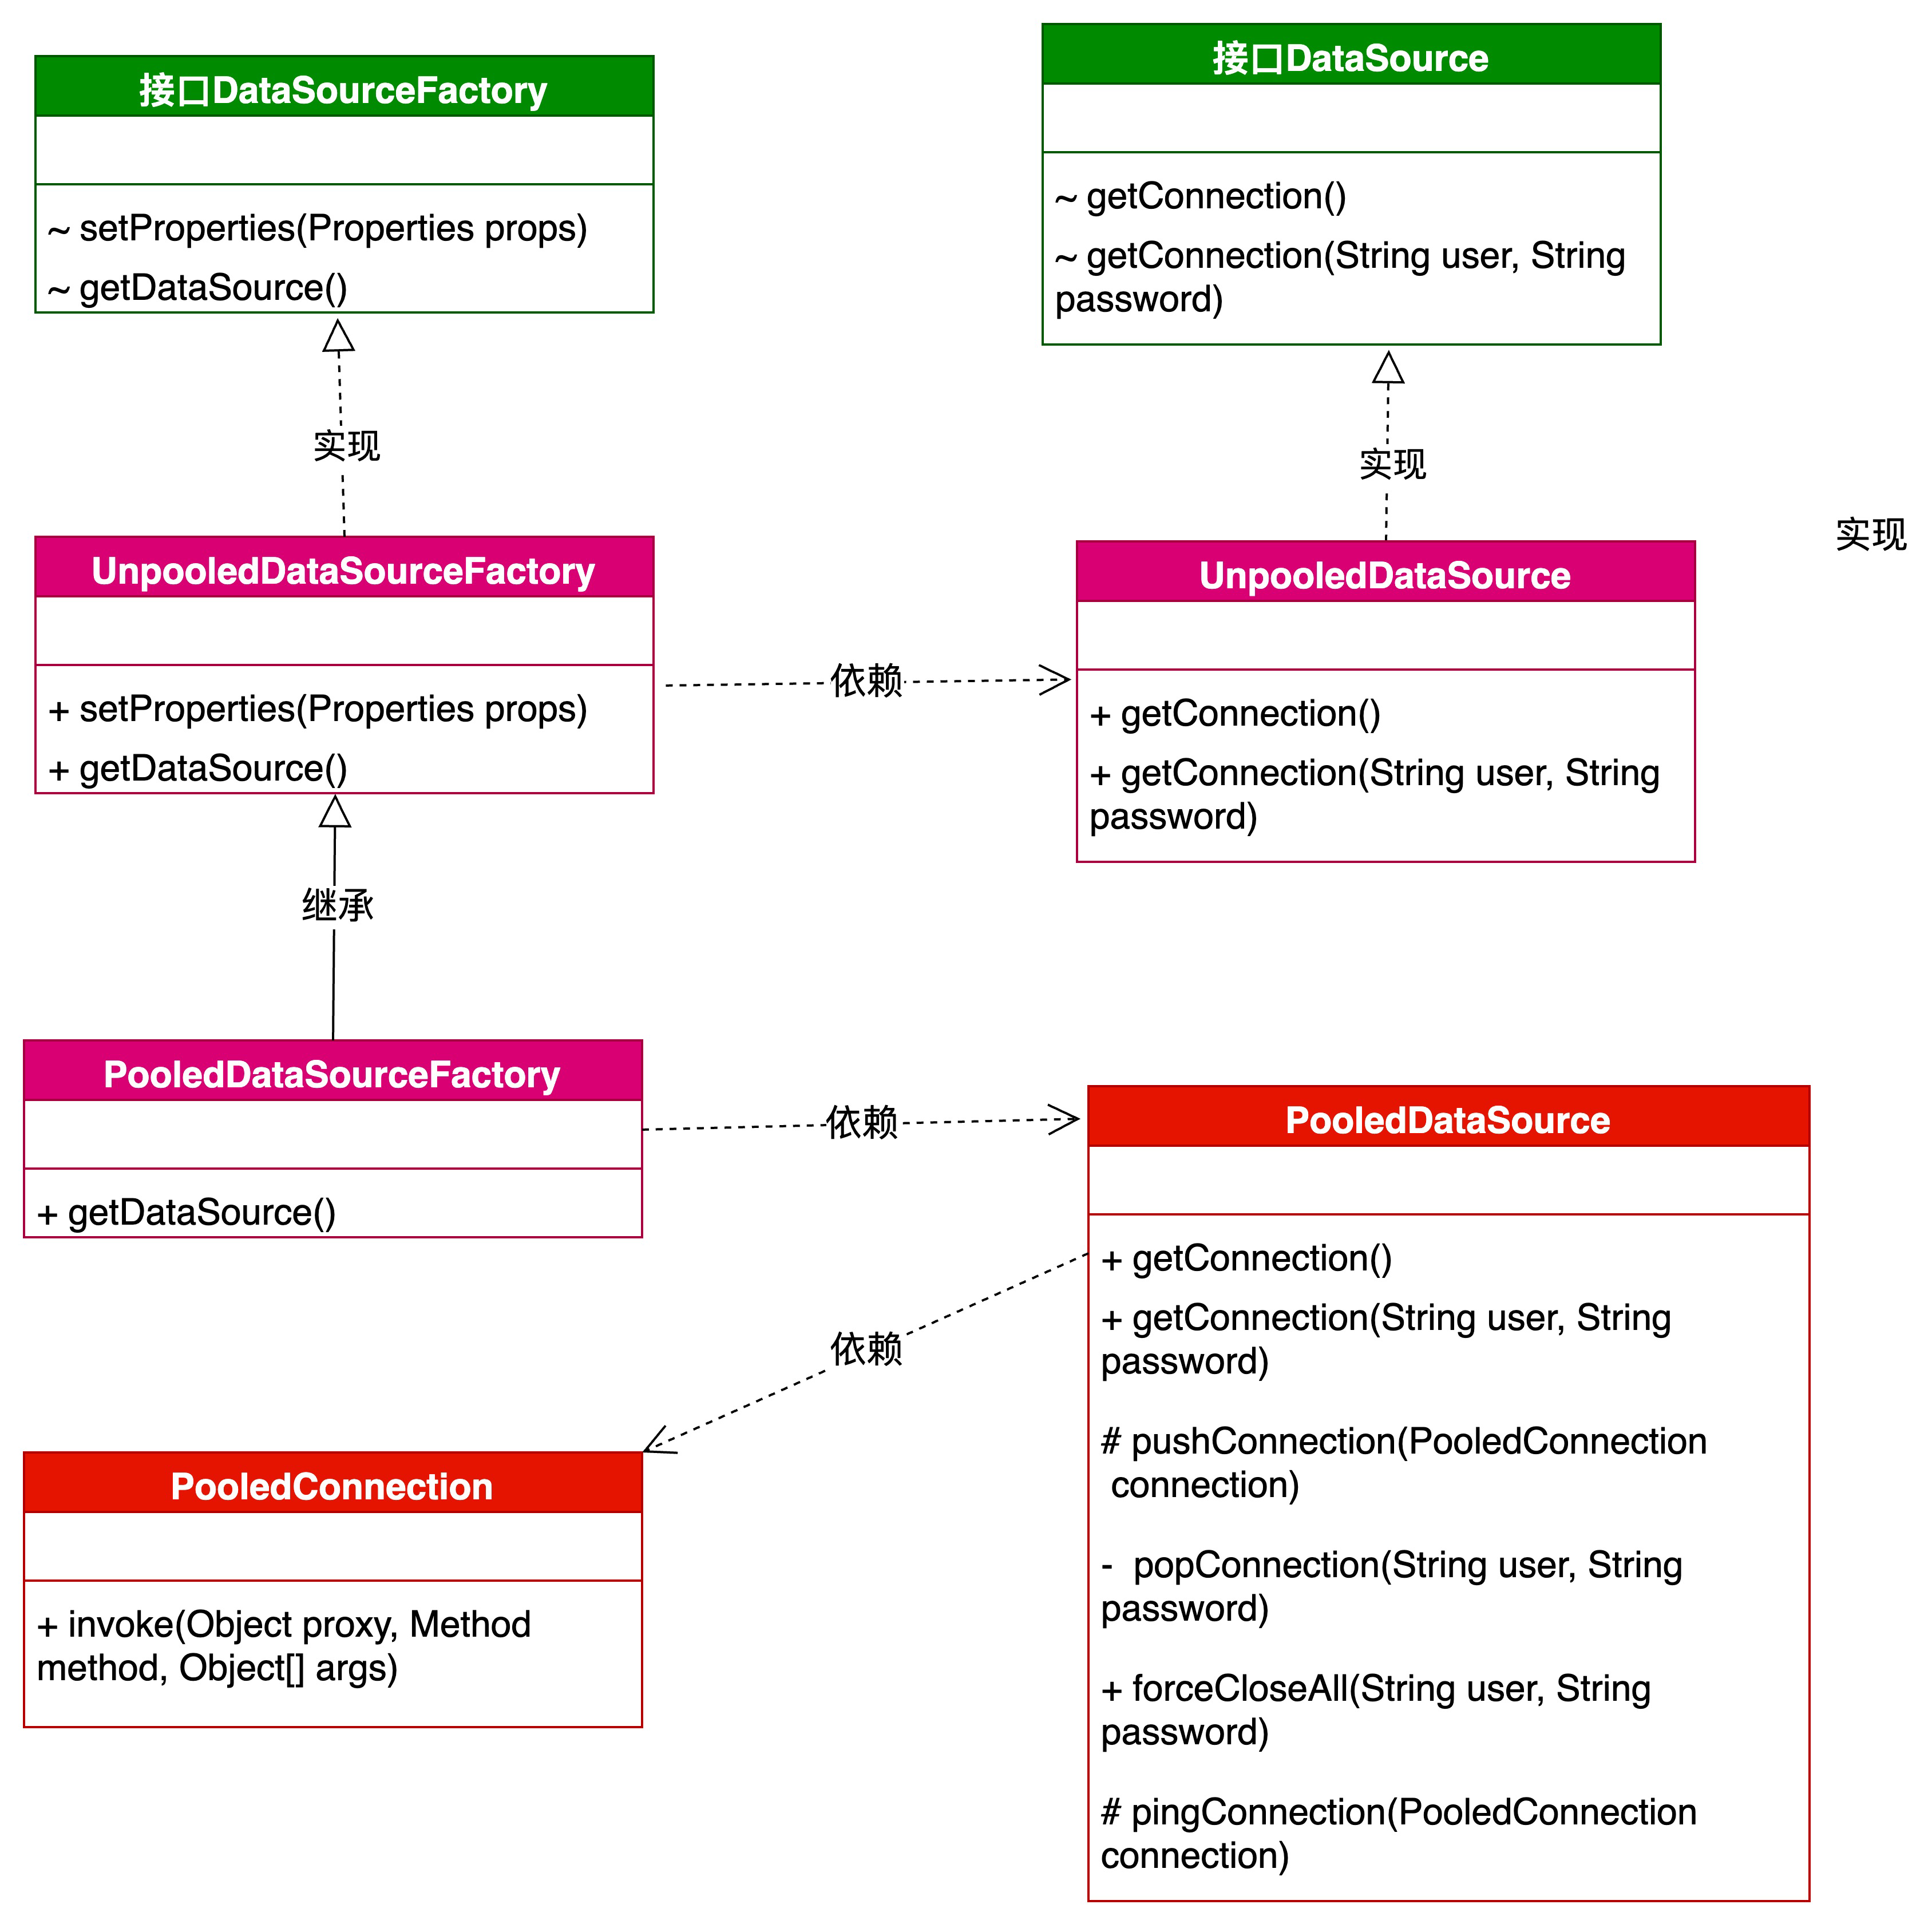 接口DataSourceFactory
~ setProperties(Properties props)
~ getDataSource()
接口DataSource
~ getConnection()
~ getConnection(String user, String
password)
实现
实现
实现
UnpooledDataSourceFactory
+ setProperties(Properties props)
+ getDataSource()
依赖
UnpooledDataSource
+ getConnection()
+ getConnection(String user, String
password)
继承
PooledDataSourceFactory
+ getDataSource()
依赖
PooledDataSource
+ getConnection()
+ getConnection(String user, String
password)
# pushConnection(PooledConnection
connection)
- popConnection(String user, String
password)
+ forceCloseAll(String user, String
password)
# pingConnection(PooledConnection
connection)
依赖
PooledConnection
+ invoke(Object proxy, Method
method, Object[] args)